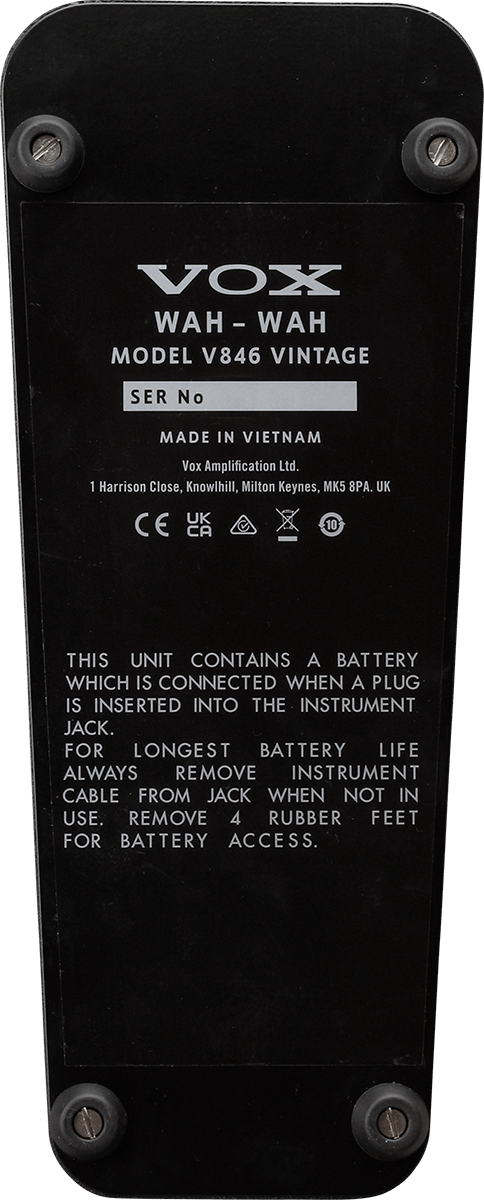 VOX
WAH – WAH
MODEL V846 VINTAGE
SER No
MADE IN VIETNAM
Vox Amplification Ltd.
1 Harrison Close, Knowlhill, Milton Keynes, MK5 8PA. UK
CE UK CA 10
THIS UNIT CONTAINS A BATTERY
WHICH IS CONNECTED WHEN A PLUG
IS INSERTED INTO THE INSTRUMENT
JACK.
FOR LONGEST BATTERY LIFE
ALWAYS REMOVE INSTRUMENT
CABLE FROM JACK WHEN NOT IN
USE. REMOVE 4 RUBBER FEET
FOR BATTERY ACCESS.